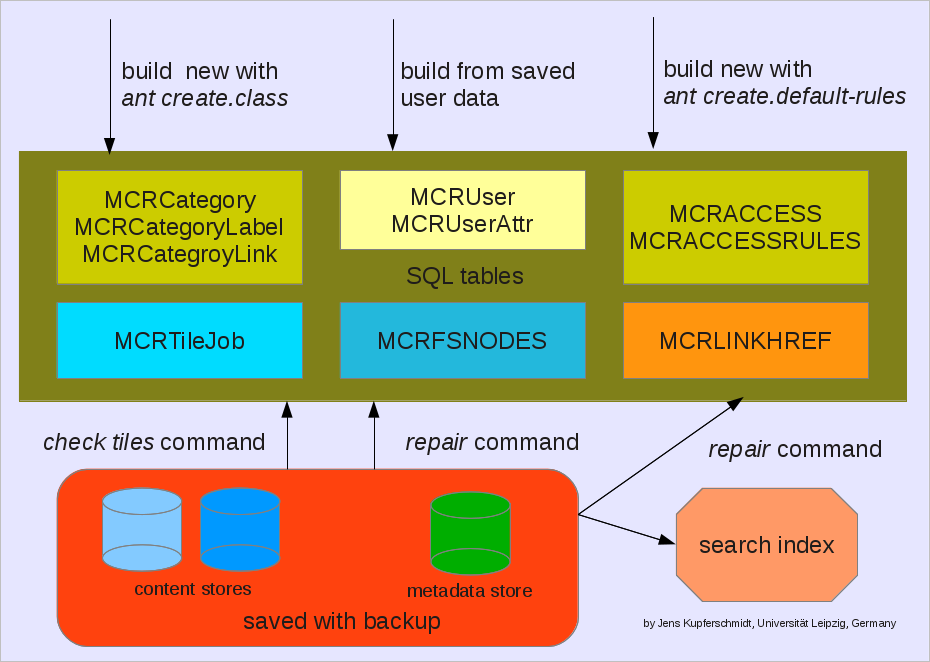 build new with
ant create.class
build from saved
user data
build new with
ant create.default-rules
MCRCategory
MCRCategoryLabel
MCRCategroyLink
MCRUser
MCRUserAttr
MCRACCESS
MCRACCESSRULES
SQL tables
MCRTileJob
MCRFSNODES
MCRLINKHREF
check tiles command
repair command
repair command
content stores
metadata store
saved with backup
search index
by Jens Kupferschmidt, Universität Leipzig, Germany